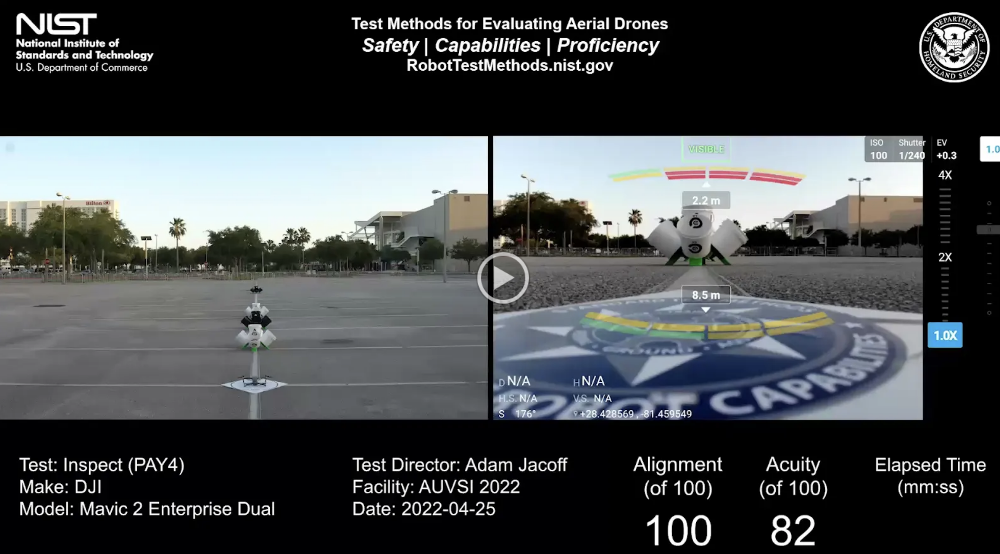 NIST
National Institute of
Standards and Technology
U.S. Department of Commerce
Test Methods for Evaluating Aerial Drones
Safety | Capabilities | Proficiency
RobotTestMethods.nist.gov
U.S. DEPARTMENT OF
HOMELAND SECURITY
Hilton
VISIBLE
ISO Shutter EV
100 1/240 +0.3
1.0
4X
2.2 m
2X
8.5 m
1.0X
GROUND
CAPABILITIES
D N/A H N/A
H.S. N/A V.S. N/A
S 176° +28.428569 , -81.459549
Test: Inspect (PAY4)
Make: DJI
Model: Mavic 2 Enterprise Dual
Test Director: Adam Jacoff
Facility: AUVSI 2022
Date: 2022-04-25
Alignment
(of 100)
100
Acuity
(of 100)
82
Elapsed Time
(mm:ss)